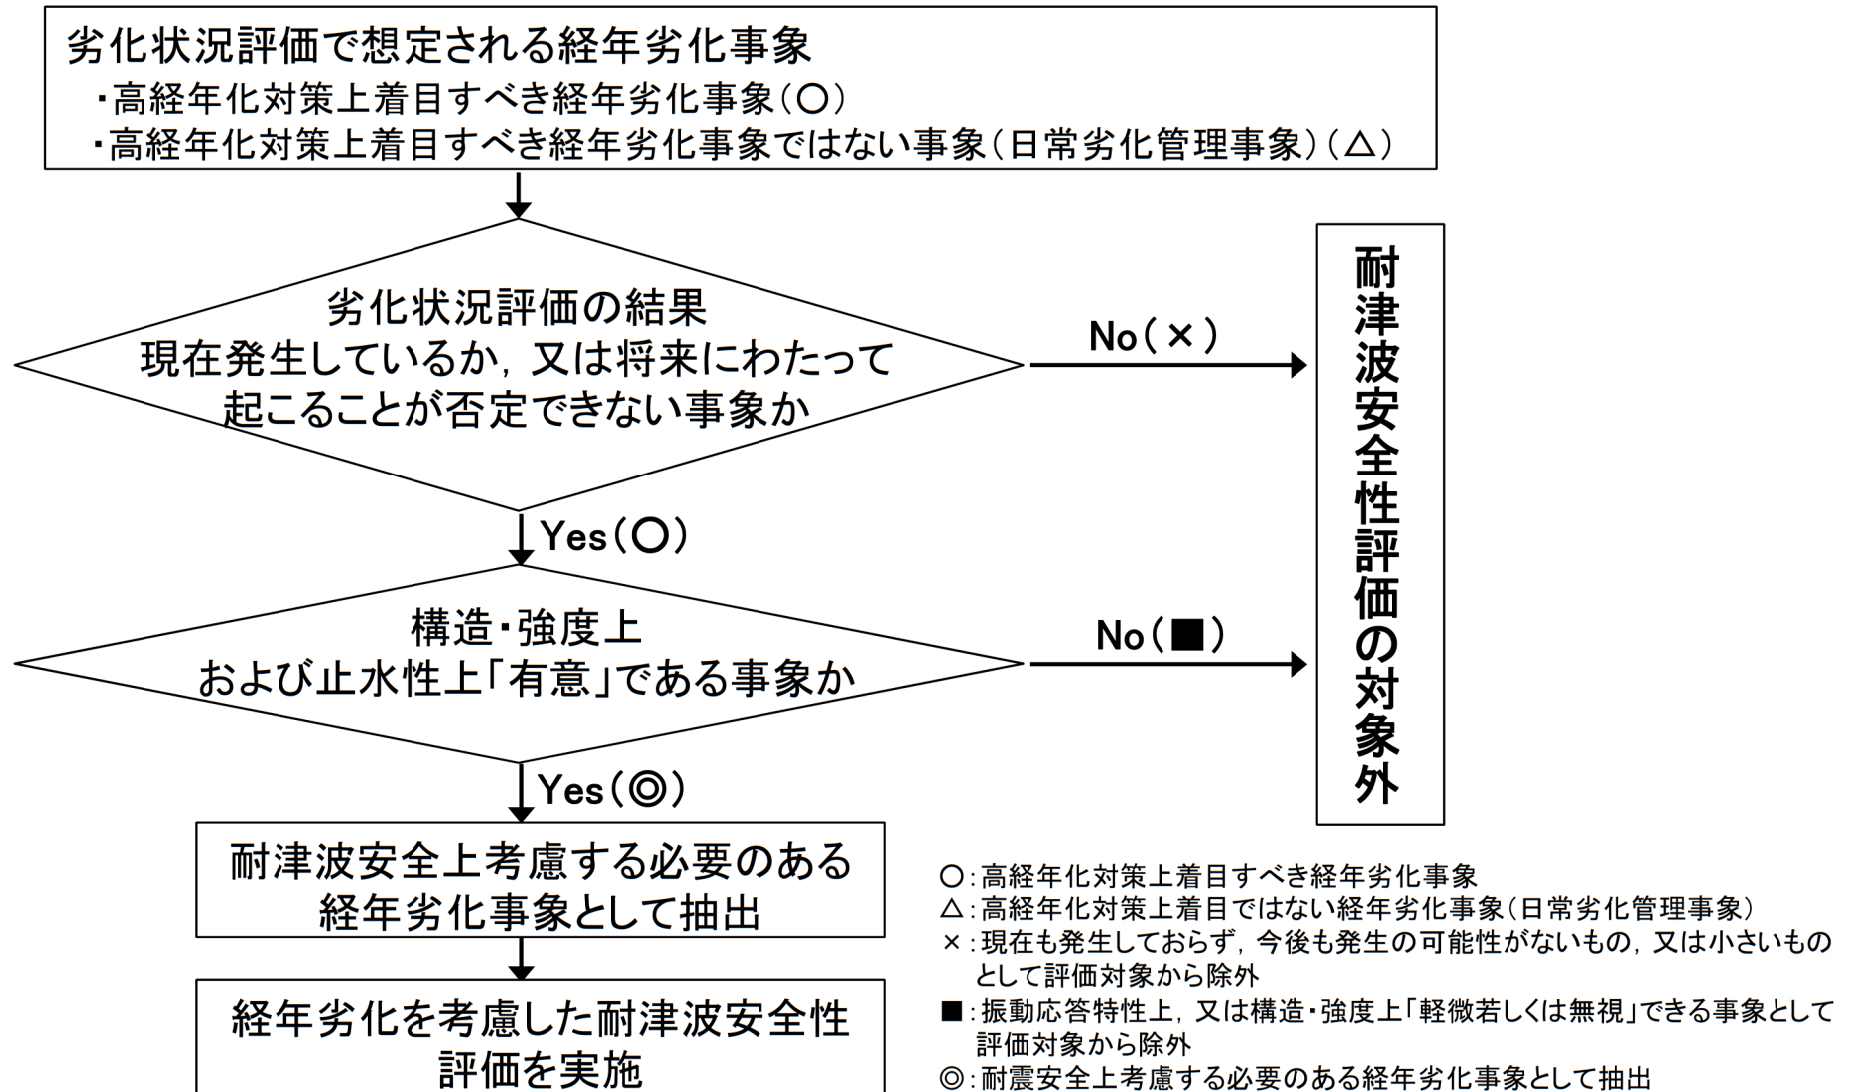 劣化状況評価で想定される経年劣化事象
・高経年化対策上着目すべき経年劣化事象(〇)
・高経年化対策上着目すべき経年劣化事象ではない事象(日常劣化管理事象)(△)
劣化状況評価の結果
現在発生しているか,又は将来にわたって
起こることが否定できない事象か
No(×)
Yes(〇)
構造・強度上
および止水性上「有意」である事象か
No(■)
Yes(◎)
耐津波安全性評価の対象外
耐津波安全上考慮する必要のある
経年劣化事象として抽出
経年劣化を考慮した耐津波安全性
評価を実施
〇:高経年化対策上着目すべき経年劣化事象
△:高経年化対策上着目ではない経年劣化事象(日常劣化管理事象)
×:現在も発生しておらず,今後も発生の可能性がないもの,又は小さいもの
として評価対象から除外
■:振動応答特性上,又は構造・強度上「軽微若しくは無視」できる事象として
評価対象から除外
◎:耐震安全上考慮する必要のある経年劣化事象として抽出